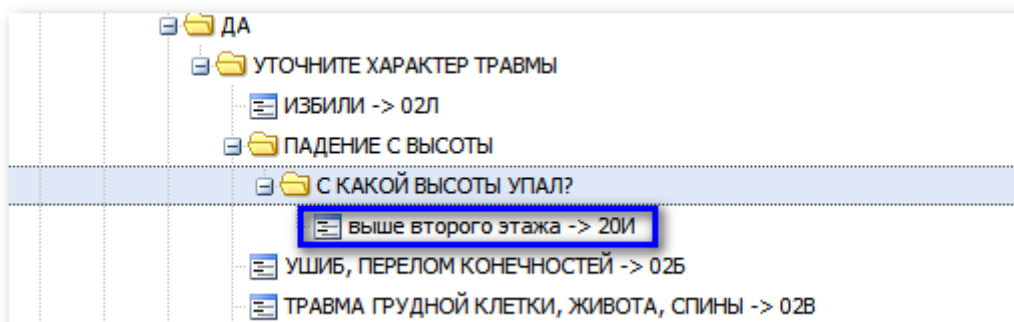 ДА
УТОЧНИТЕ ХАРАКТЕР ТРАВМЫ
ИЗБИЛИ -> 02Л
ПАДЕНИЕ С ВЫСОТЫ
С КАКОЙ ВЫСОТЫ УПАЛ?
выше второго этажа -> 20И
УШИБ, ПЕРЕЛОМ КОНЕЧНОСТЕЙ -> 02Б
ТРАВМА ГРУДНОЙ КЛЕТКИ, ЖИВОТА, СПИНЫ -> 02В